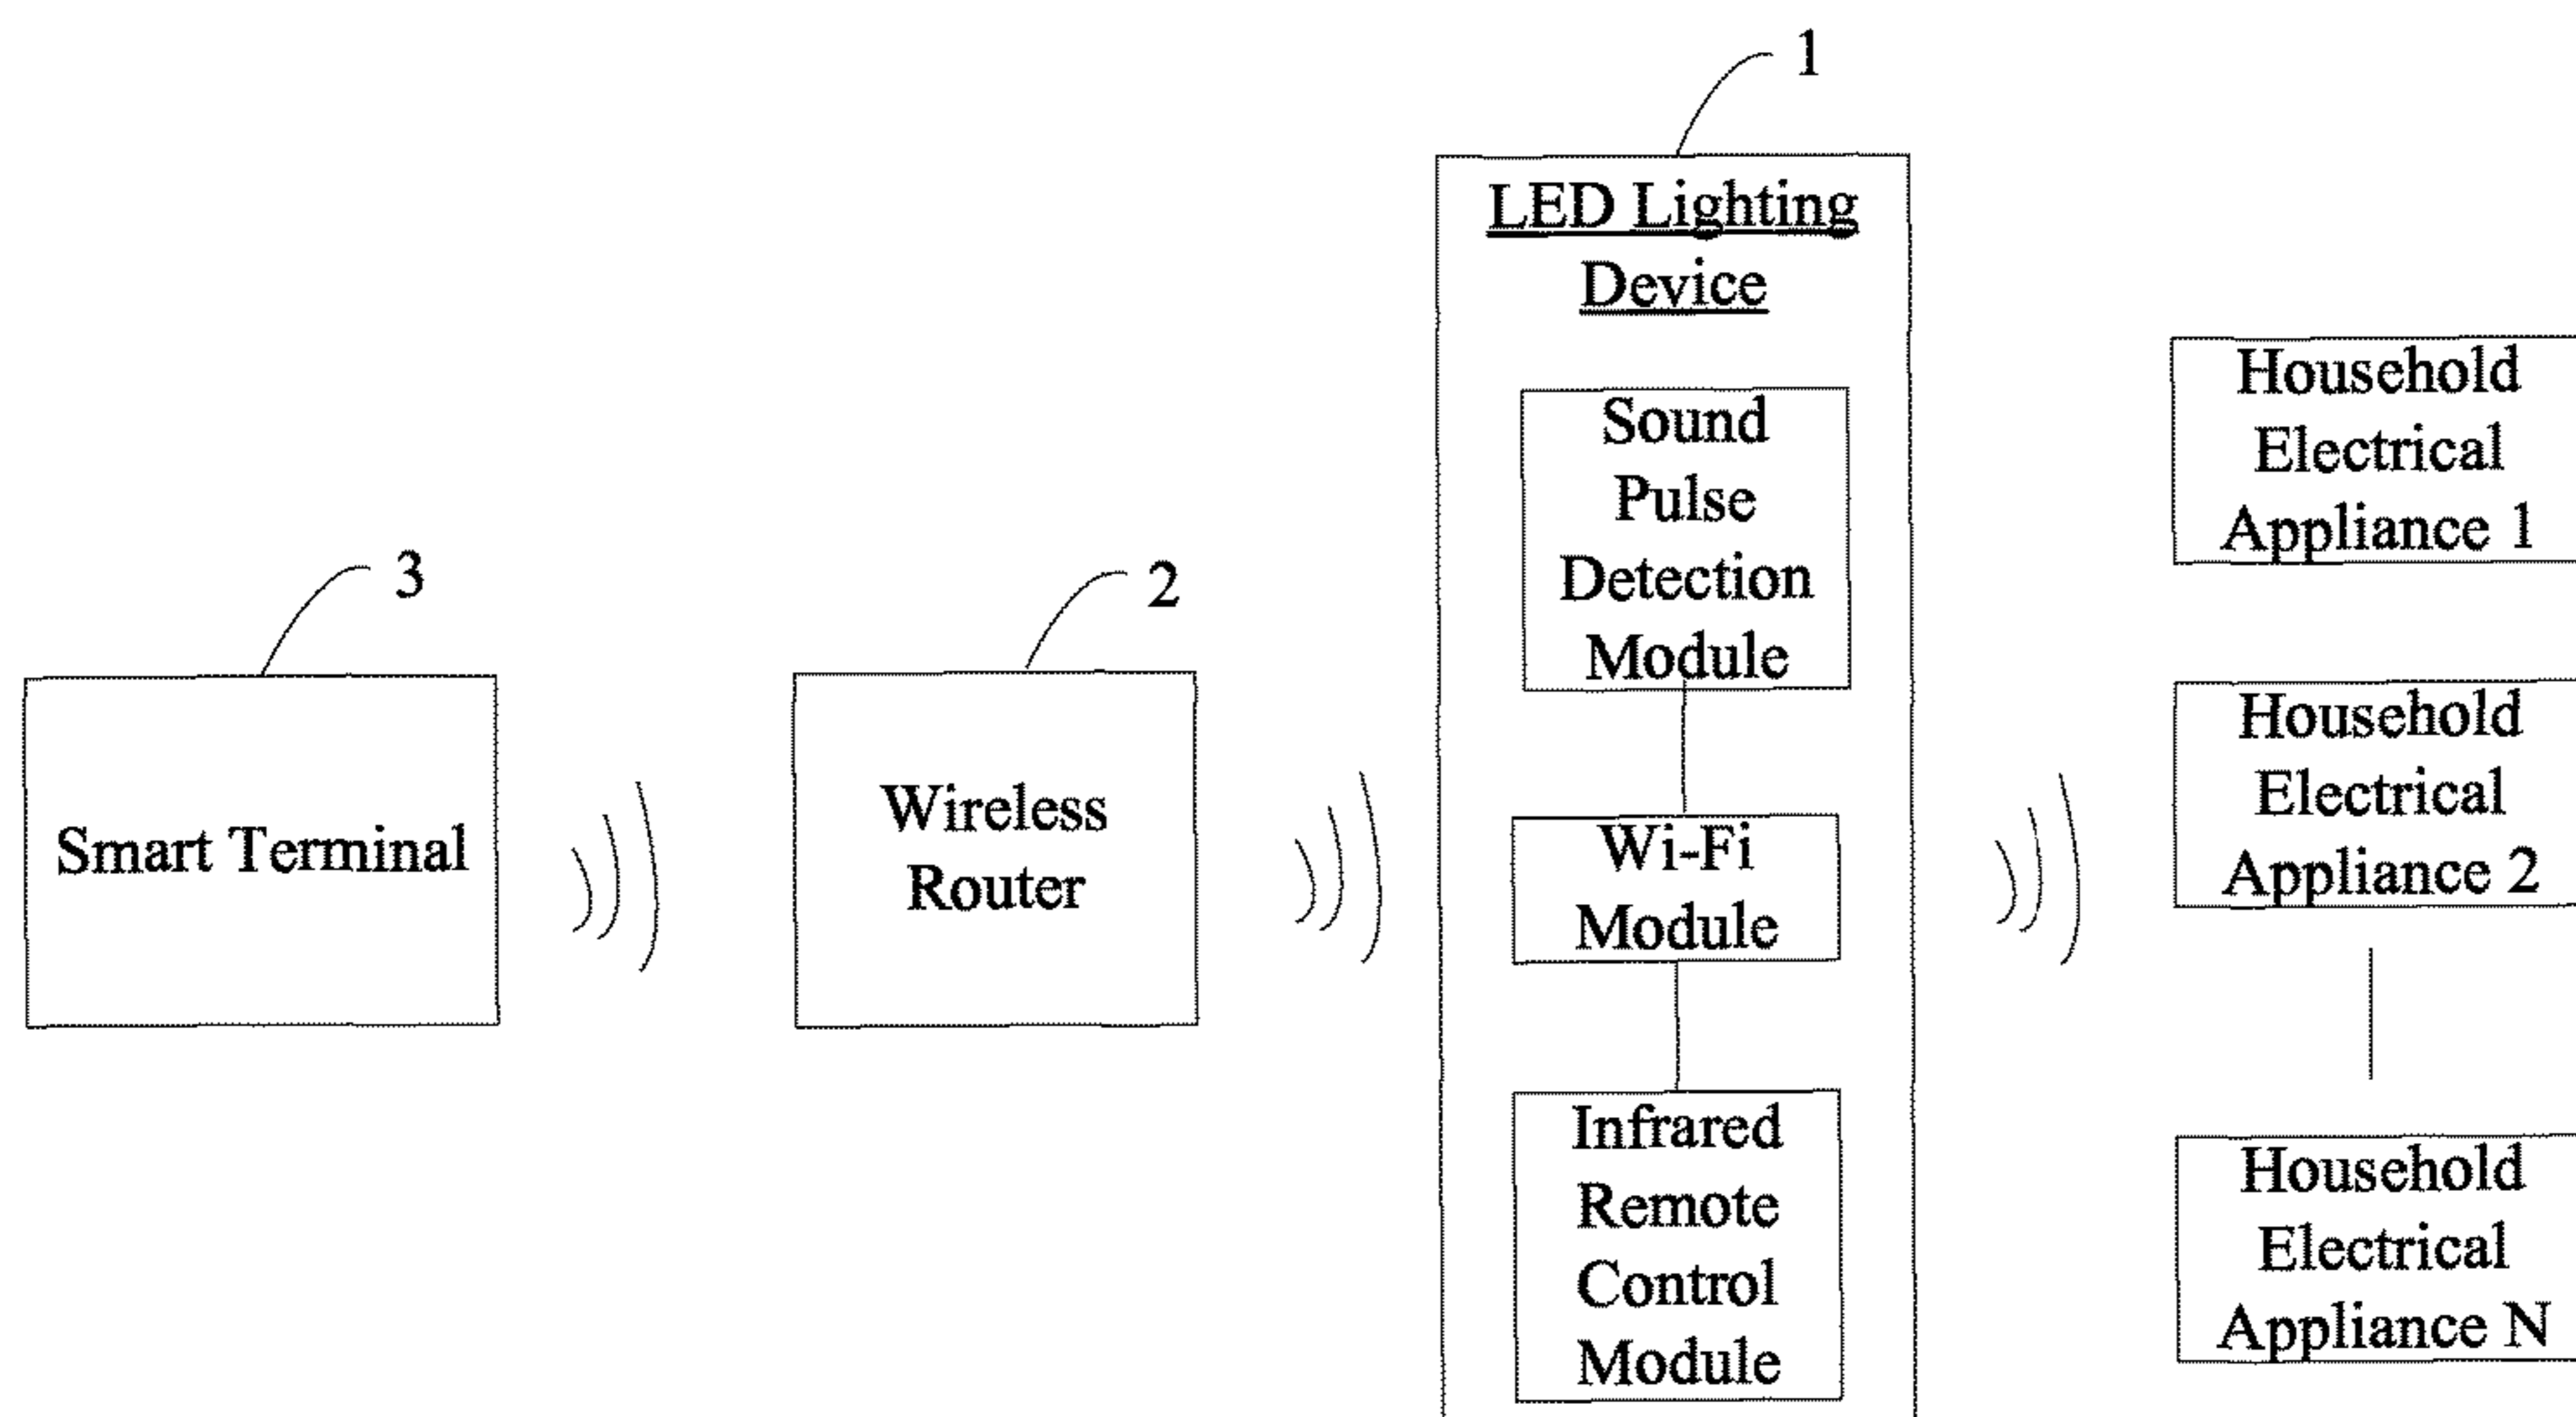 1
LED Lighting
Device
Sound
Pulse
Detection
Module
Wi-Fi
Module
Infrared
Remote
Control
Module
3
Smart Terminal
2
Wireless
Router
Household
Electrical
Appliance 1
Household
Electrical
Appliance 2
Household
Electrical
Appliance N